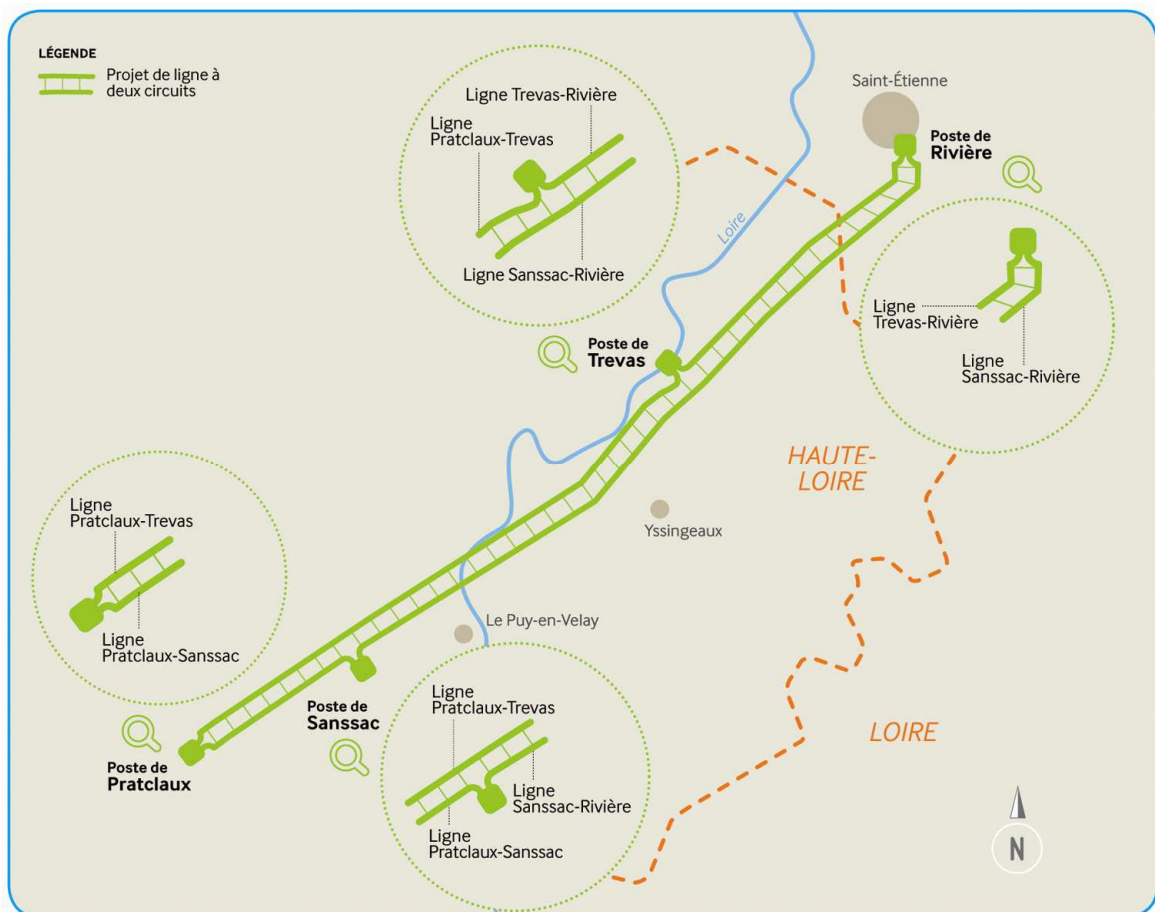 LÉGENDE
Projet de ligne à
deux circuits
Ligne Trevas-Rivière
Ligne
Pratclaux-Trevas
Ligne Sanssac-Rivière
Saint-Étienne
Poste de
Rivière
Loire
Ligne
Trevas-Rivière
Ligne
Sanssac-Rivière
Poste de
Trevas
HAUTE-
LOIRE
Yssingeaux
Ligne
Pratclaux-Trevas
Ligne
Pratclaux-Sanssac
Le Puy-en-Velay
Poste de
Sanssac
Poste de
Pratclaux
Ligne
Pratclaux-Trevas
Ligne
Sanssac-Rivière
Ligne
Pratclaux-Sanssac
LOIRE
N